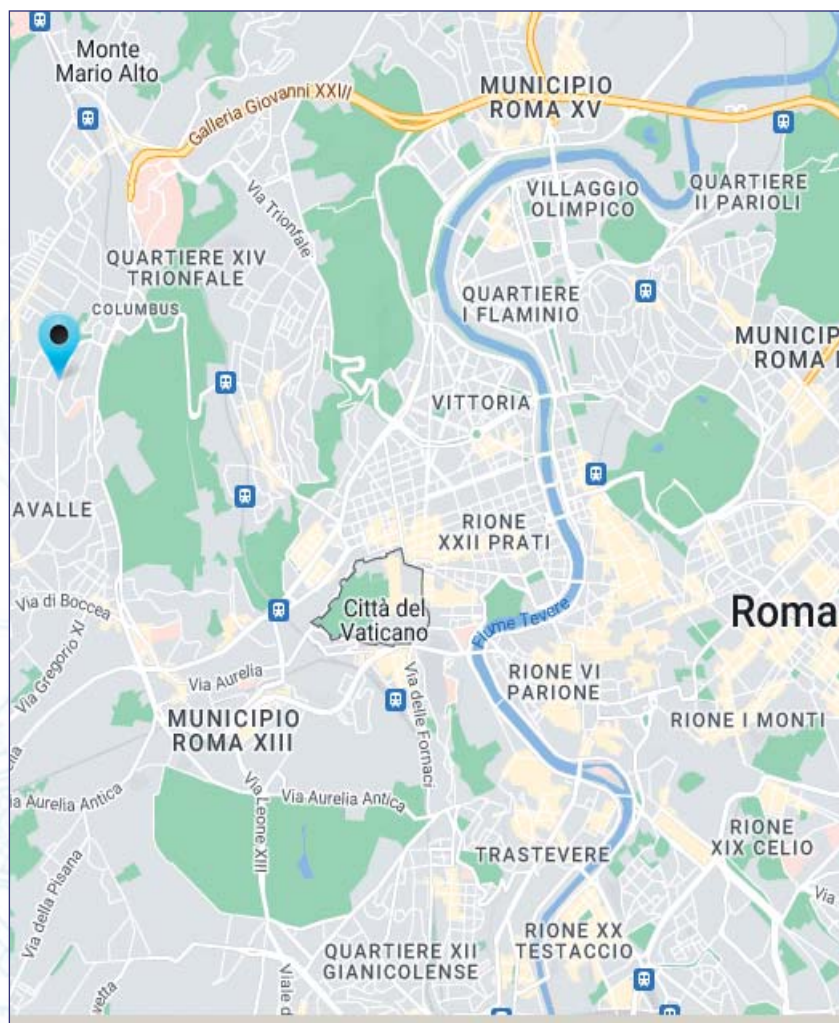 Monte
Mario Alto
MUNICIPIO
ROMA XV
Galleria Giovanni XXIII
Via Trionfale
VILLAGGIO
OLIMPICO
QUARTIERE
II PARIOLI
QUARTIERE XIV
TRIONFALE
COLUMBUS
QUARTIERE
I FLAMINIO
MUNICIP
ROMA I
VITTORIA
AVALLE
RIONE
XXII PRATI
Via di Boccea
Città del
Vaticano
Fiume Tevere
Roma
Via Gregorio XI
Via Aurelia
Via delle Fornaci
RIONE VI
PARIONE
MUNICIPIO
ROMA XIII
RIONE I MONTI
ia Aurelia Antica
Via Leone XIII
Via Aurelia Antica
TRASTEVERE
RIONE
XIX CELIO
Via della Pisana
Via
RIONE XX
TESTACCIO
QUARTIERE XII
GIANICOLENSE
Viale d
wetta